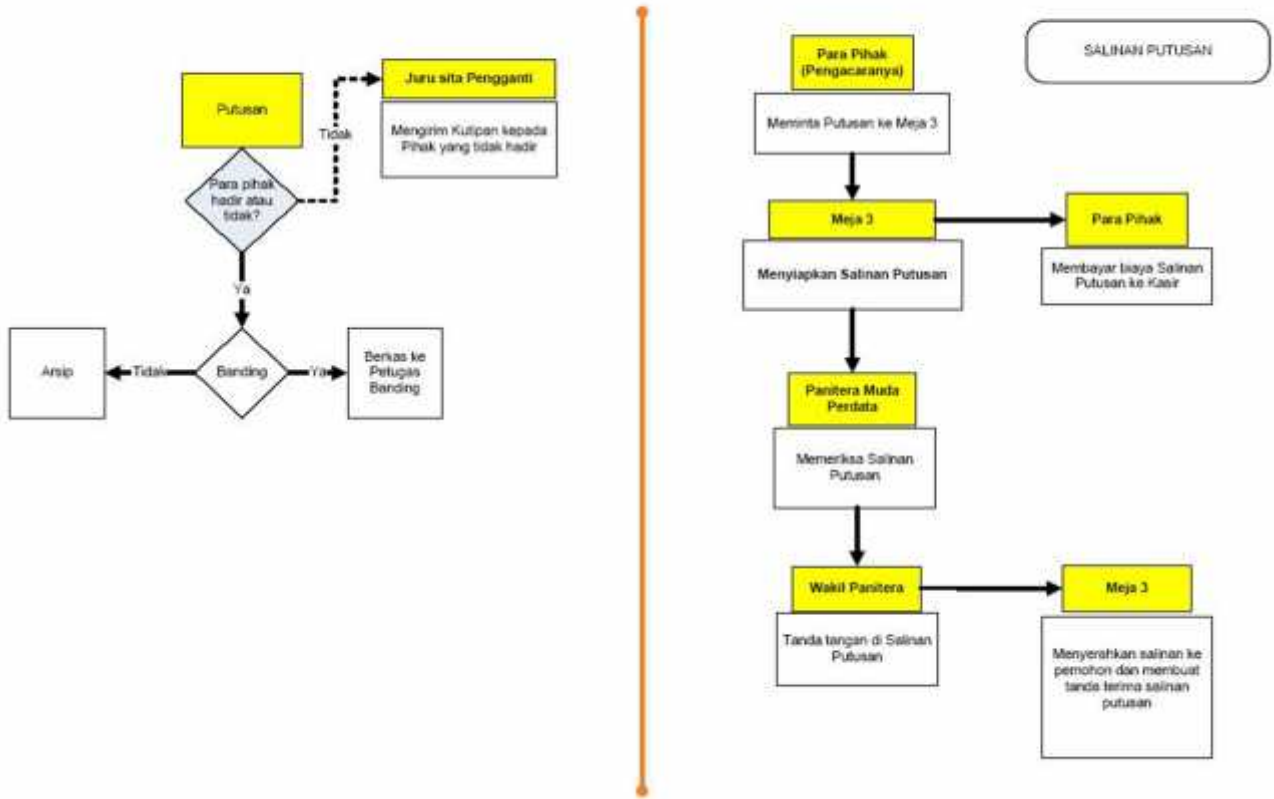 Putusan
Para pihak
hadir atau
tidak?
Tidak
Juru sita Pengganti
Mengirim Kutipan kepada
Pihak yang tidak hadir
Ya
Banding
Tidak
Arsip
Ya
Berkas ke
Petugas
Banding
SALINAN PUTUSAN
Para Pihak
(Pengacaranya)
Meminta Putusan ke Meja 3
Meja 3
Menyiapkan Salinan Putusan
Para Pihak
Membayar biaya Salinan
Putusan ke Kasir
Panitera Muda
Perdata
Memeriksa Salinan
Putusan
Wakil Panitera
Tanda tangan di Salinan
Putusan
Meja 3
Menyerahkan salinan ke
pemohon dan membuat
tanda terima salinan
putusan